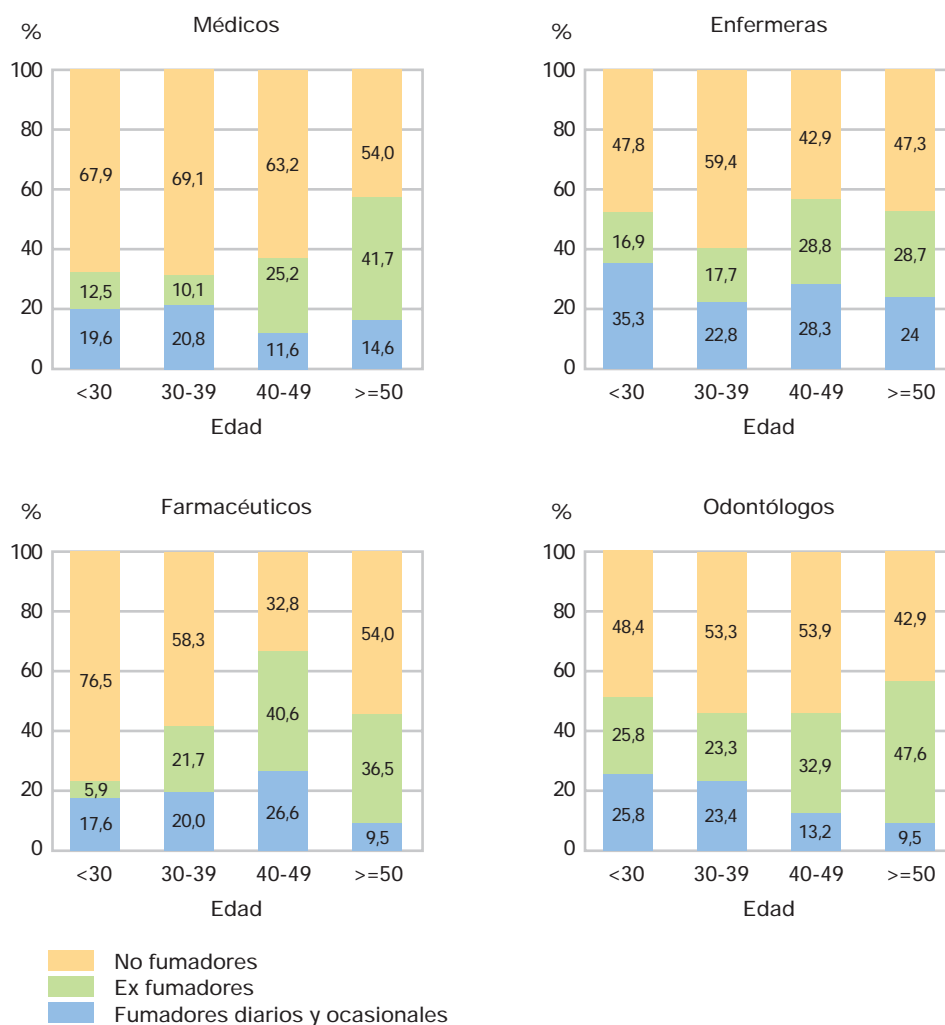 Médicos
%
100
80
60
40
20
0
67,9 69,1 63,2 54,0
12,5 10,1 25,2 41,7
19,6 20,8 11,6 14,6
<30 30-39 40-49 >=50
Edad
Enfermeras
%
100
80
60
40
20
0
47,8 59,4 42,9 47,3
16,9 17,7 28,8 28,7
35,3 22,8 28,3 24
<30 30-39 40-49 >=50
Edad
Farmacéuticos
%
100
80
60
40
20
0
76,5 58,3 32,8 54,0
5,9 21,7 40,6 36,5
17,6 20,0 26,6 9,5
<30 30-39 40-49 >=50
Edad
Odontólogos
%
100
80
60
40
20
0
48,4 53,3 53,9 42,9
25,8 23,3 32,9 47,6
25,8 23,4 13,2 9,5
<30 30-39 40-49 >=50
Edad
No fumadores
Ex fumadores
Fumadores diarios y ocasionales